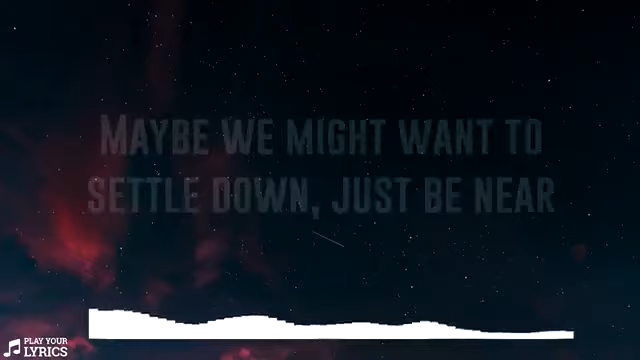 Maybe we might want to
settle down, just be near
PLAY YOUR
LYRICS